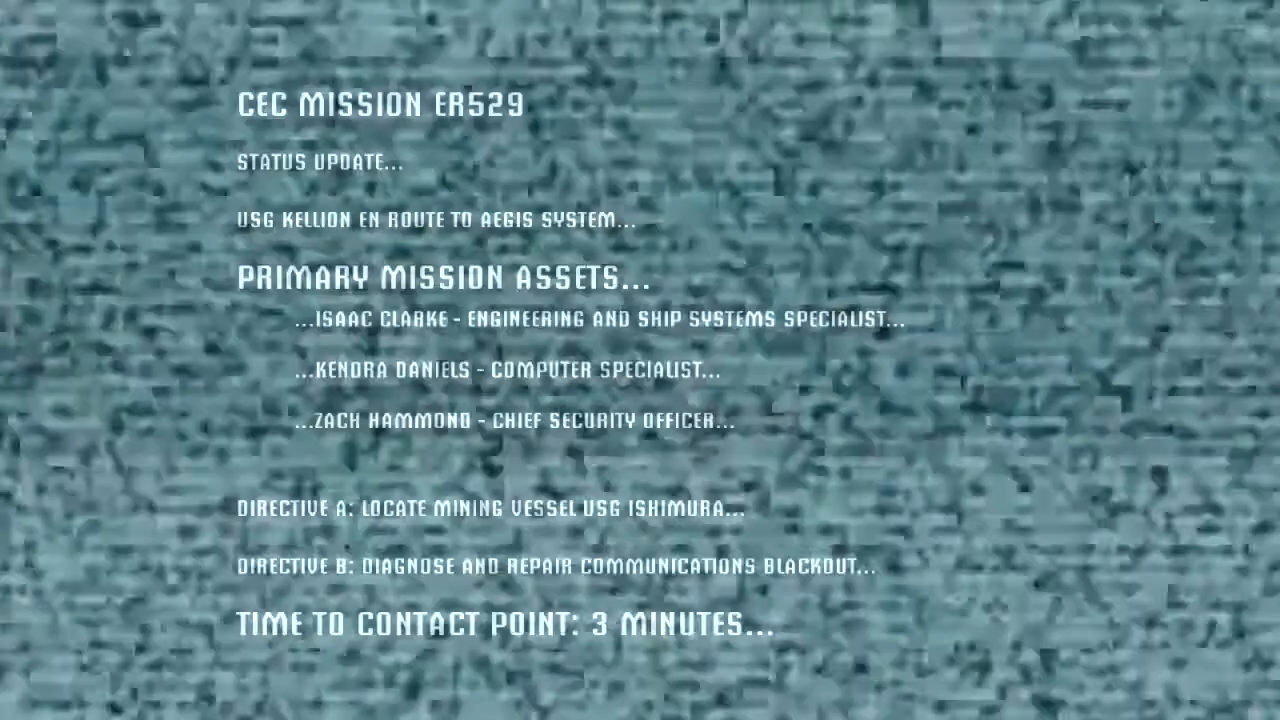 CEC MISSION ER529
STATUS UPDATE...
USG KELLION EN ROUTE TO AEGIS SYSTEM...
PRIMARY MISSION ASSETS...
...ISAAC CLARKE - ENGINEERING AND SHIP SYSTEMS SPECIALIST...
...KENDRA DANIELS - COMPUTER SPECIALIST...
...ZACH HAMMOND - CHIEF SECURITY OFFICER...
DIRECTIVE A: LOCATE MINING VESSEL USG ISHIMURA...
DIRECTIVE B: DIAGNOSE AND REPAIR COMMUNICATIONS BLACKOUT...
TIME TO CONTACT POINT: 3 MINUTES...